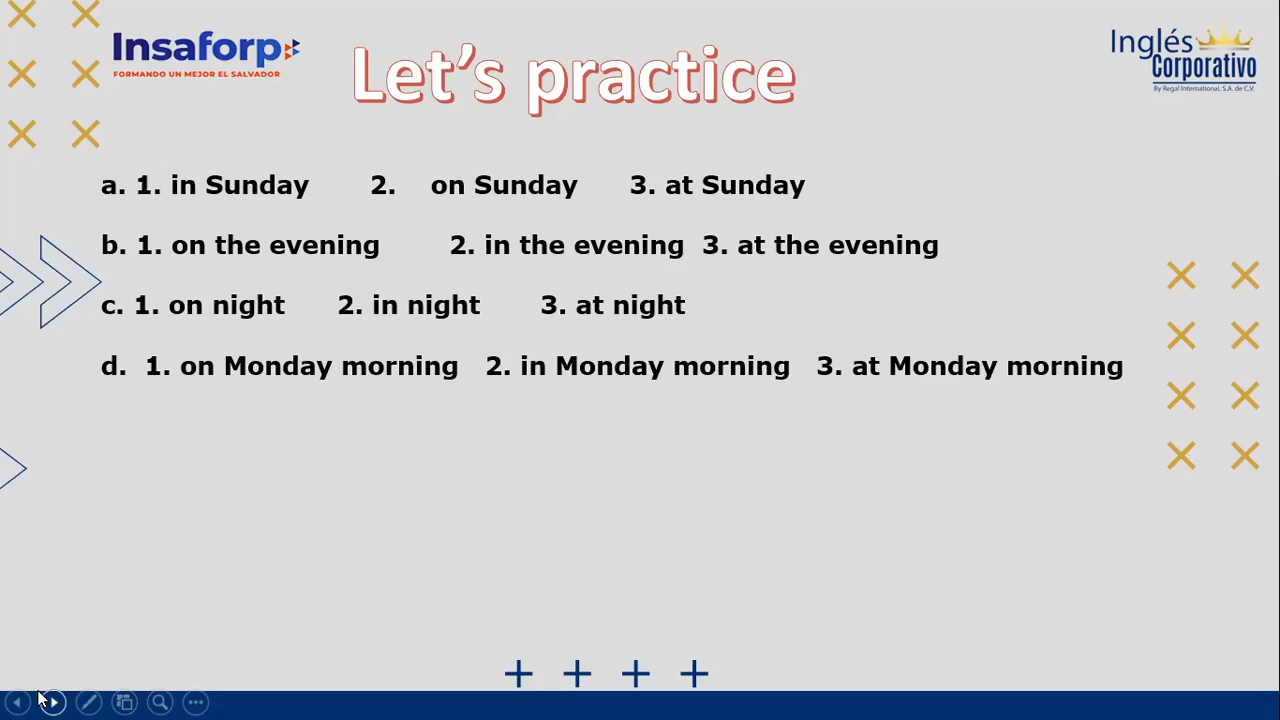 Insaforp
FORMANDO UN MEJOR EL SALVADOR
Let's practice
Inglés
Corporativo
By Regal International, S.A. de C.V.
a. 1. in Sunday 2. on Sunday 3. at Sunday
b. 1. on the evening 2. in the evening 3. at the evening
c. 1. on night 2. in night 3. at night
d. 1. on Monday morning 2. in Monday morning 3. at Monday morning